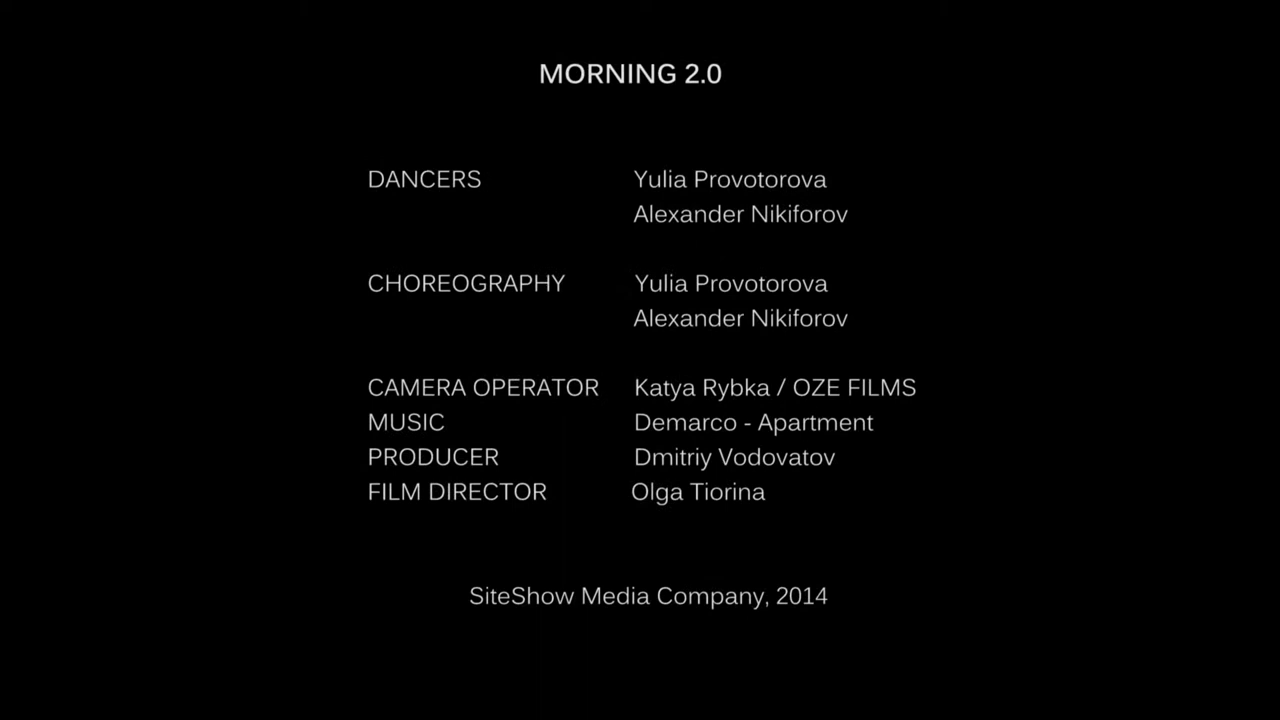 MORNING 2.0
DANCERS Yulia Provotorova
Alexander Nikiforov
CHOREOGRAPHY Yulia Provotorova
Alexander Nikiforov
CAMERA OPERATOR Katya Rybka / OZE FILMS
MUSIC Demarco - Apartment
PRODUCER Dmitriy Vodovatov
FILM DIRECTOR Olga Tiorina
SiteShow Media Company, 2014